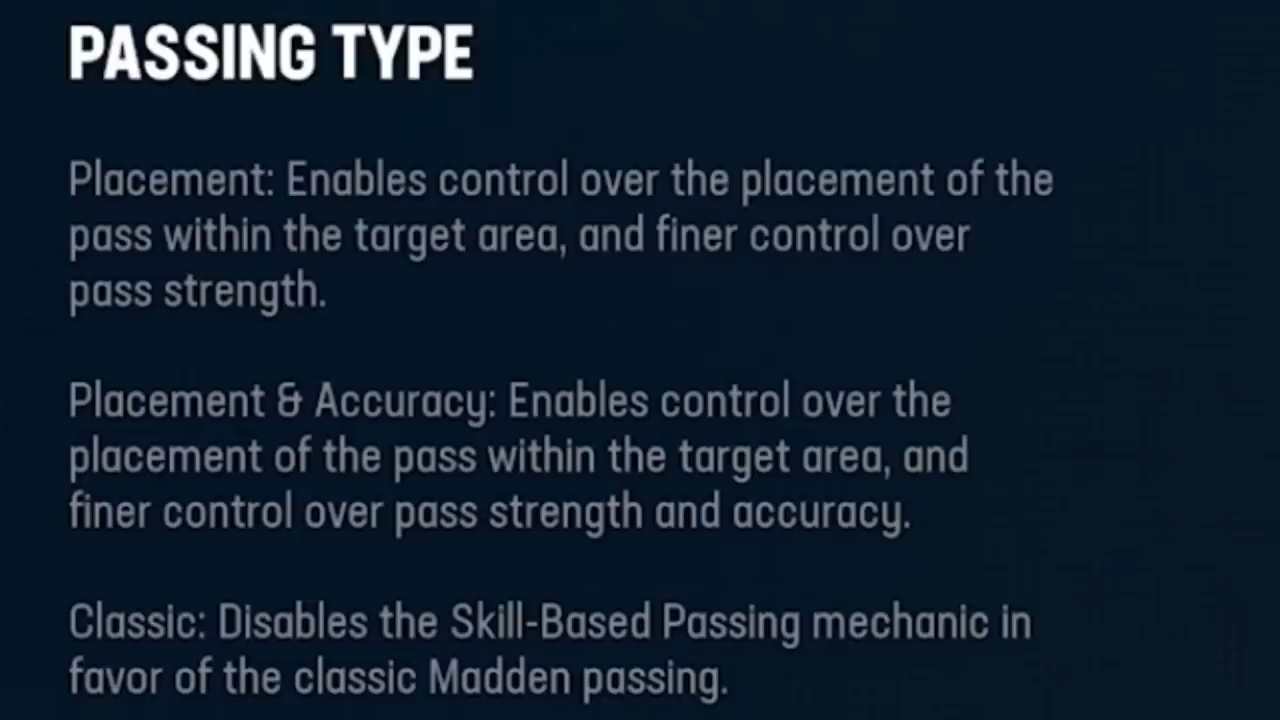 PASSING TYPE
Placement: Enables control over the placement of the
pass within the target area, and finer control over
pass strength.
Placement & Accuracy: Enables control over the
placement of the pass within the target area, and
finer control over pass strength and accuracy.
Classic: Disables the Skill-Based Passing mechanic in
favor of the classic Madden passing.